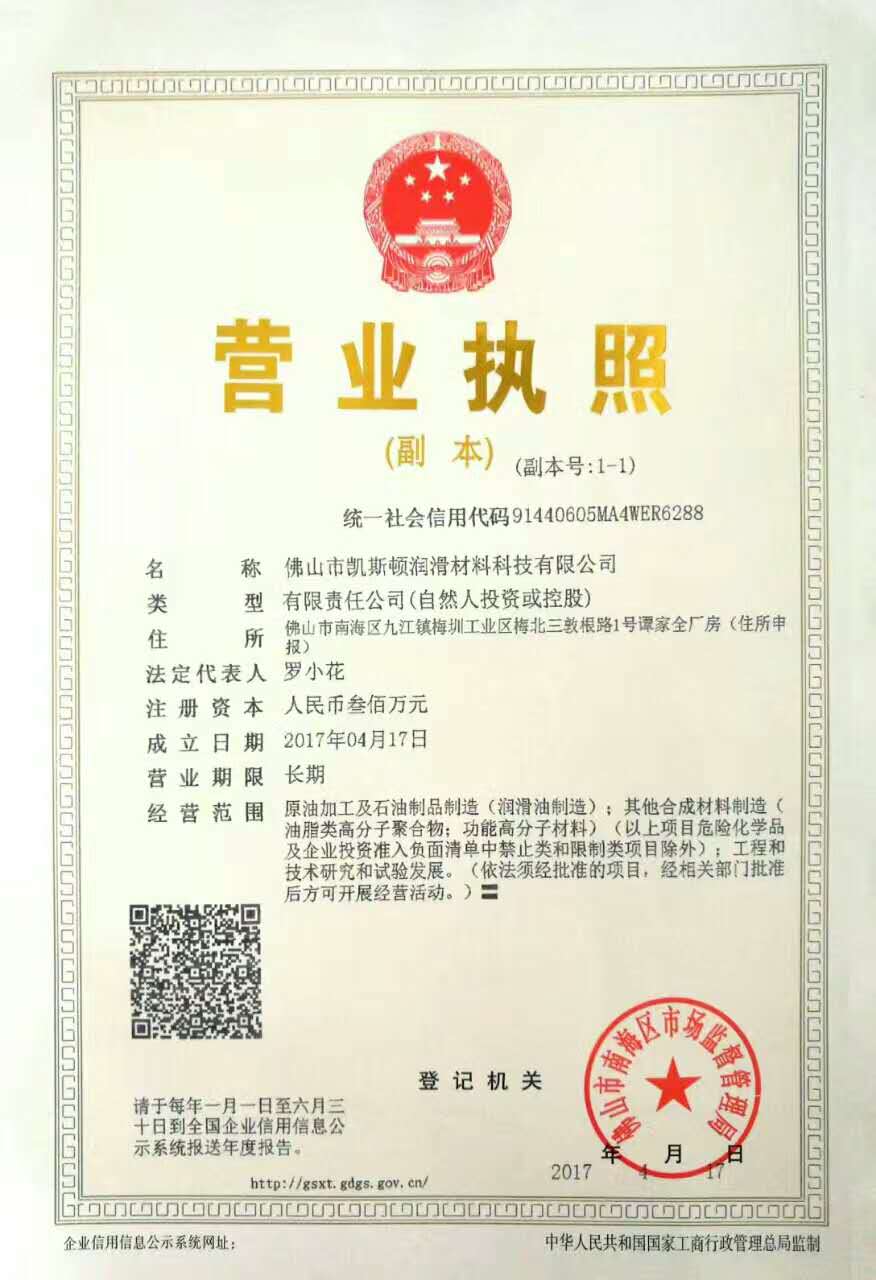 营业执照
(副 本) (副本号:1-1)
统一社会信用代码91440605MA4WER6288
名 称 佛山市凯斯顿润滑材料科技有限公司
类 型 有限责任公司(自然人投资或控股)
住 所 佛山市南海区九江镇梅圳工业区梅北三敦根路1号谭家全厂房（住所申
报）
法定代表人 罗小花
注册资本 人民币叁佰万元
成立日期 2017年04月17日
营业期限 长期
经营范围 原油加工及石油制品制造（润滑油制造）；其他合成材料制造（
油脂类高分子聚合物；功能高分子材料）（以上项目危险化学品
及企业投资准入负面清单中禁止类和限制类项目除外）；工程和
技术研究和试验发展。（依法须经批准的项目，经相关部门批准
后方可开展经营活动。）〓
登记机关
佛山市南海区市场监督管理局
2017年4月17日
请于每年一月一日至六月三
十日到全国企业信用信息公
示系统报送年度报告。
http://gsxt.gdgs.gov.cn/
企业信用信息公示系统网址：
中华人民共和国国家工商行政管理总局监制